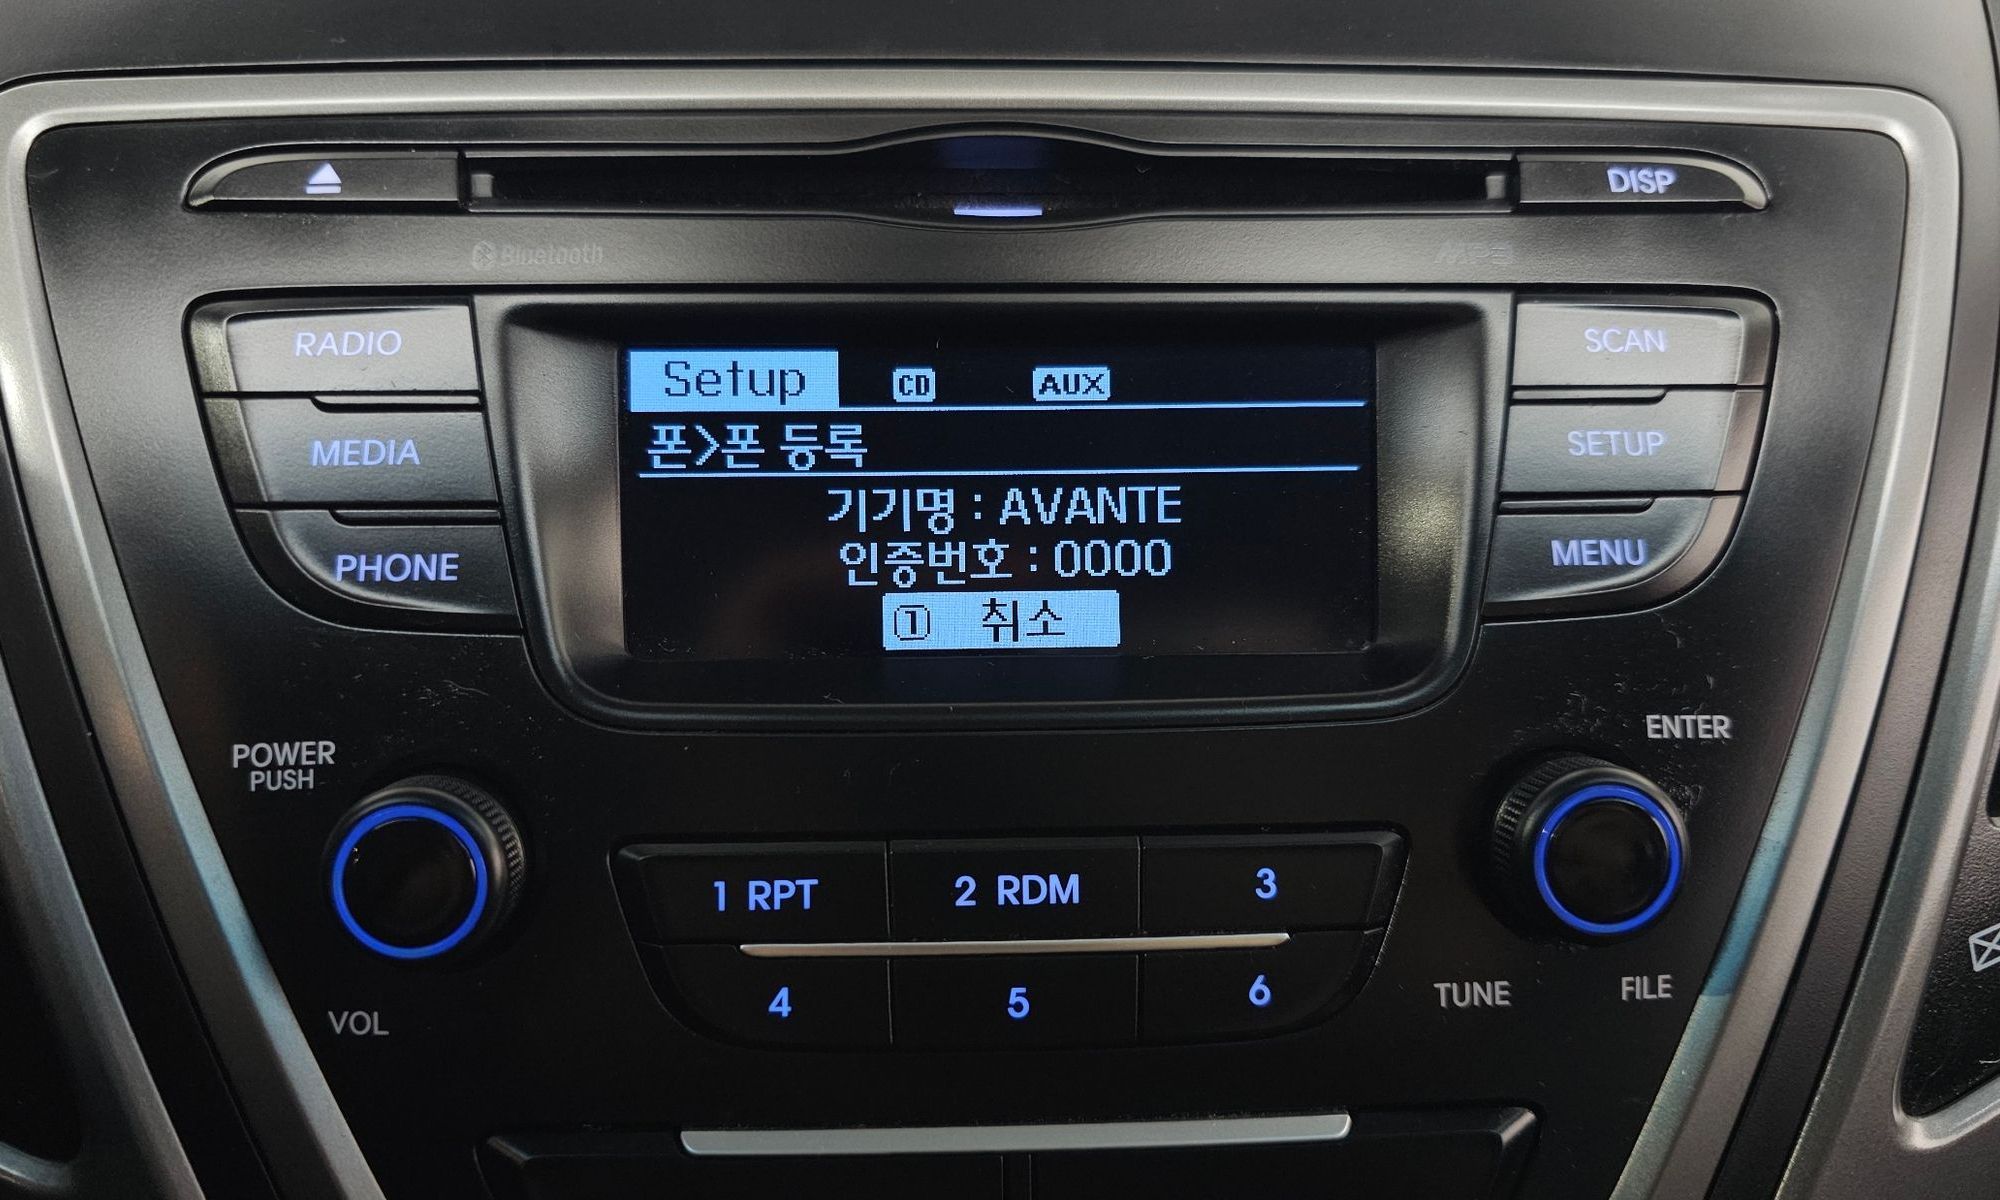 DISP
Bluetooth
MP3
RADIO
MEDIA
PHONE
Setup CD AUX
폰>폰 등록
기기명 : AVANTE
인증번호 : 0000
① 취소
SCAN
SETUP
MENU
POWER
PUSH
VOL
1 RPT 2 RDM 3
4 5 6
ENTER
TUNE FILE